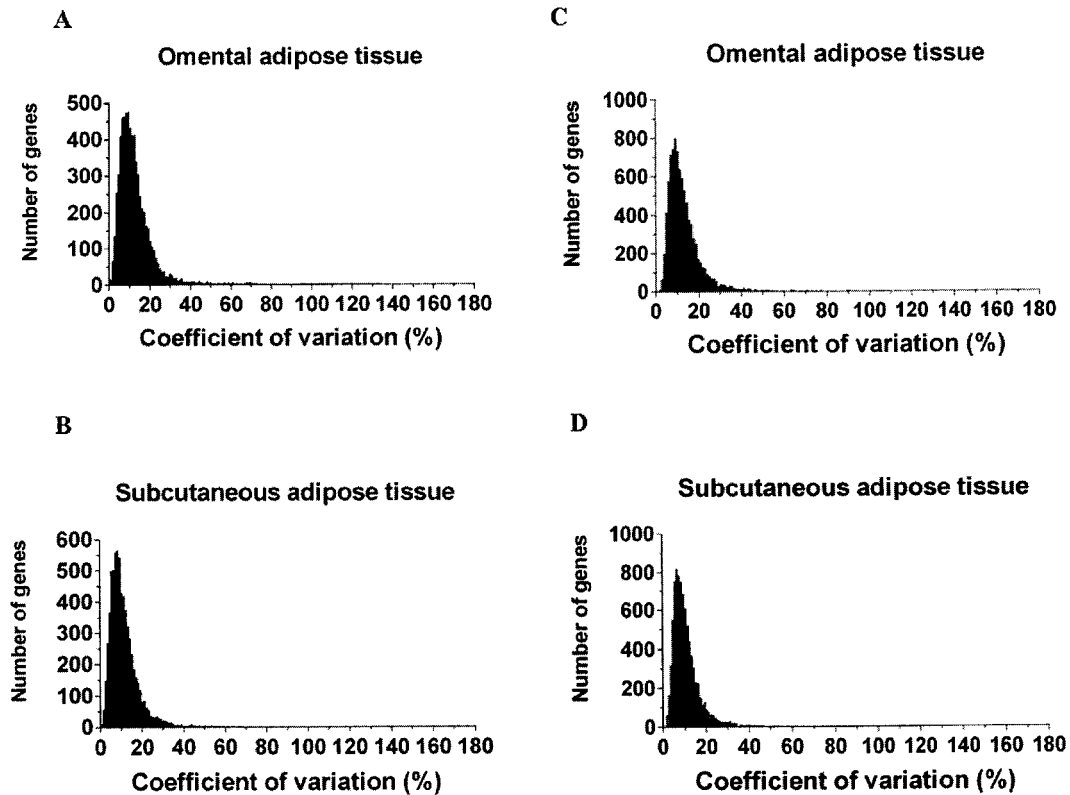 A
Omental adipose tissue
Number of genes
500
400
300
200
100
0
0 20 40 60 80 100 120 140 160 180
Coefficient of variation (%)
C
Omental adipose tissue
Number of genes
1000
800
600
400
200
0
0 20 40 60 80 100 120 140 160 180
Coefficient of variation (%)
B
Subcutaneous adipose tissue
Number of genes
600
500
400
300
200
100
0
0 20 40 60 80 100 120 140 160 180
Coefficient of variation (%)
D
Subcutaneous adipose tissue
Number of genes
1000
800
600
400
200
0
0 20 40 60 80 100 120 140 160 180
Coefficient of variation (%)